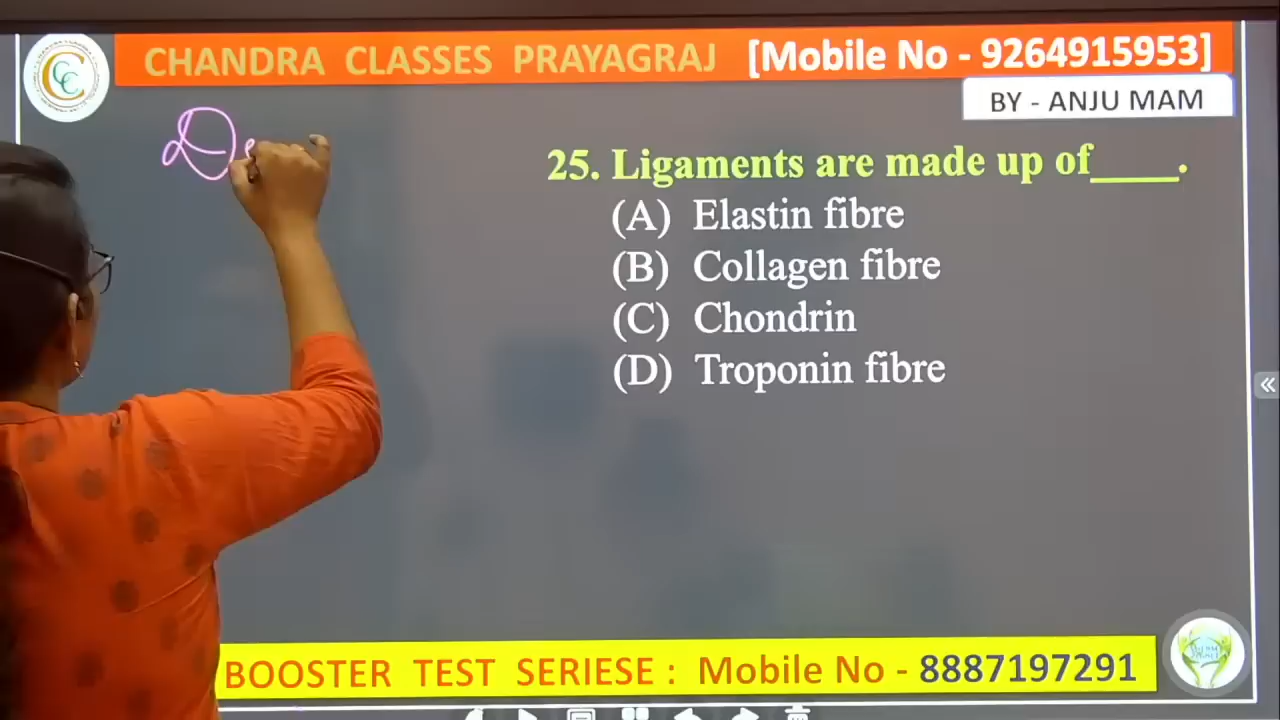 CHANDRA CLASSES PRAYAGRAJ [Mobile No - 9264915953]
BY - ANJU MAM
25. Ligaments are made up of____.
(A) Elastin fibre
(B) Collagen fibre
(C) Chondrin
(D) Troponin fibre
BOOSTER TEST SERIESE : Mobile No - 8887197291